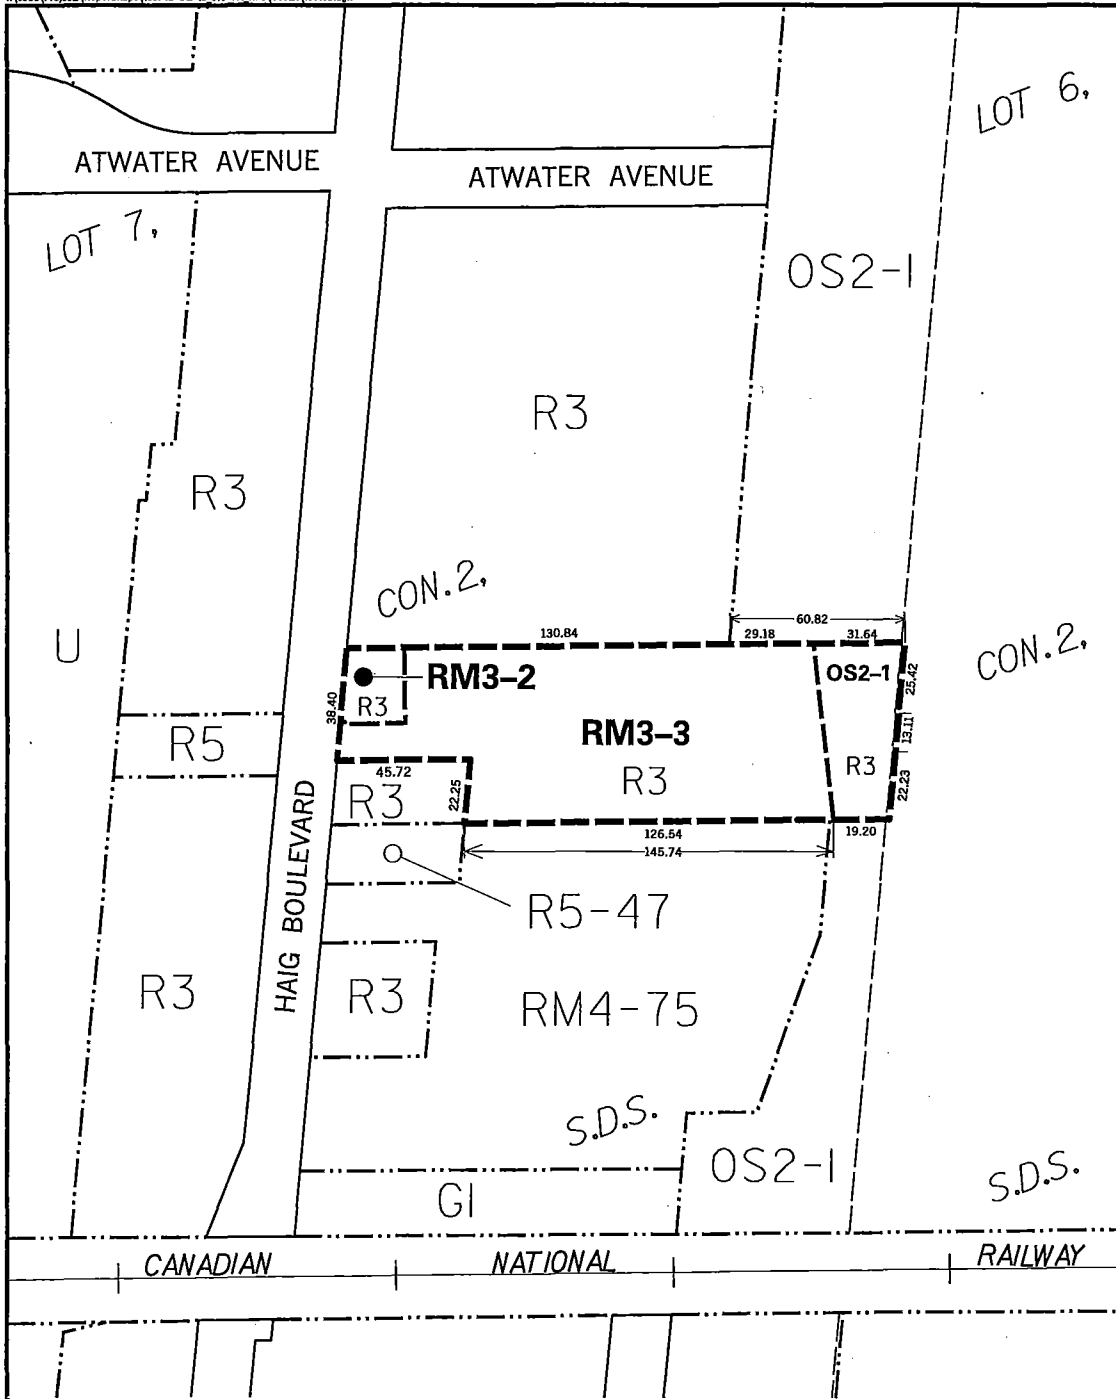 LOT 6,
ATWATER AVENUE
ATWATER AVENUE
LOT 7,
OS2-1
R3
R3
CON.2,
60.82
130.84
29.18
31.64
U
RM3-2
OS2-1
25.42
CON.2,
38.40
R3
RM3-3
13.11
R5
R3
R3
45.72
22.25
22.23
R3
126.54
19.20
145.74
HAIG BOULEVARD
R5-47
R3
R3
RM4-75
S.D.S.
OS2-1
S.D.S.
G1
CANADIAN NATIONAL RAILWAY